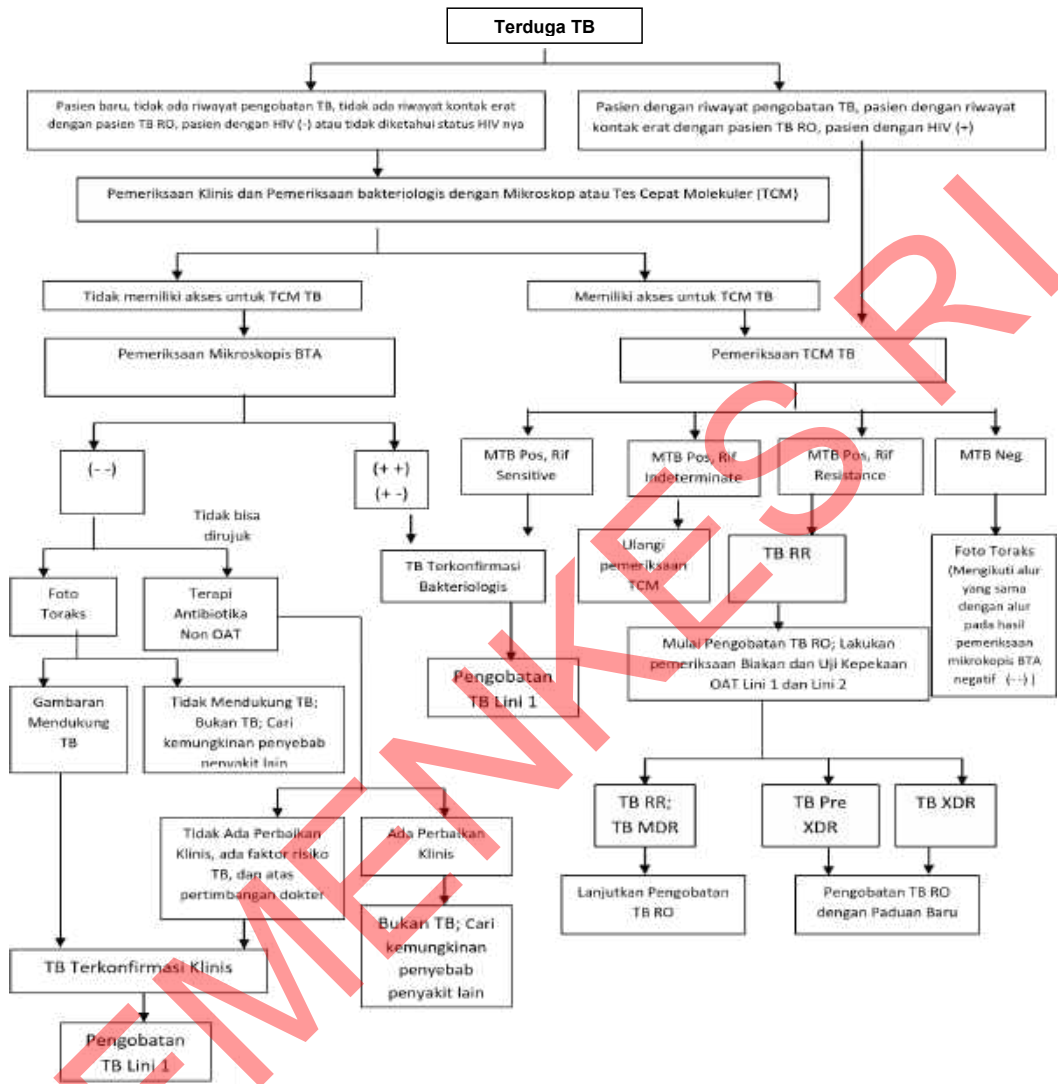 Terduga TB
Pasien baru, tidak ada riwayat pengobatan TB, tidak ada riwayat kontak erat
dengan pasien TB RO, pasien dengan HIV (-) atau tidak diketahui status HIV nya
Pasien dengan riwayat pengobatan TB, pasien dengan riwayat
kontak erat dengan pasien TB RO, pasien dengan HIV (+)
Pemeriksaan Klinis dan Pemeriksaan bakteriologis dengan Mikroskop atau Tes Cepat Molekuler (TCM)
Tidak memiliki akses untuk TCM TB
Memiliki akses untuk TCM TB
Pemeriksaan Mikroskopis BTA
Pemeriksaan TCM TB
(- -)
(+ +)
(+ -)
MTB Pos, Rif
Sensitive
MTB Pos, Rif
Indeterminate
MTB Pos, Rif
Resistance
MTB Neg
Tidak bisa
dirujuk
Foto
Toraks
Terapi
Antibiotika
Non OAT
TB Terkonfirmasi
Bakteriologis
Ulangi
pemeriksaan
TCM
TB RR
Foto Toraks
(Mengikuti alur
yang sama
dengan alur
pada hasil
pemeriksaan
mikrokopis BTA
negatif (- -) )
Pengobatan
TB Lini 1
Mulai Pengobatan TB RO; Lakukan
pemeriksaan Biakan dan Uji Kepekaan
OAT Lini 1 dan Lini 2
Gambaran
Mendukung
TB
Tidak Mendukung TB;
Bukan TB; Cari
kemungkinan penyebab
penyakit lain
TB RR;
TB MDR
TB Pre
XDR
TB XDR
Tidak Ada Perbaikan
Klinis, ada faktor risiko
TB, dan atas
pertimbangan dokter
Ada Perbaikan
Klinis
Lanjutkan Pengobatan
TB RO
Pengobatan TB RO
dengan Paduan Baru
Bukan TB; Cari
kemungkinan
penyebab
penyakit lain
TB Terkonfirmasi Klinis
Pengobatan
TB Lini 1
EMENKES RI